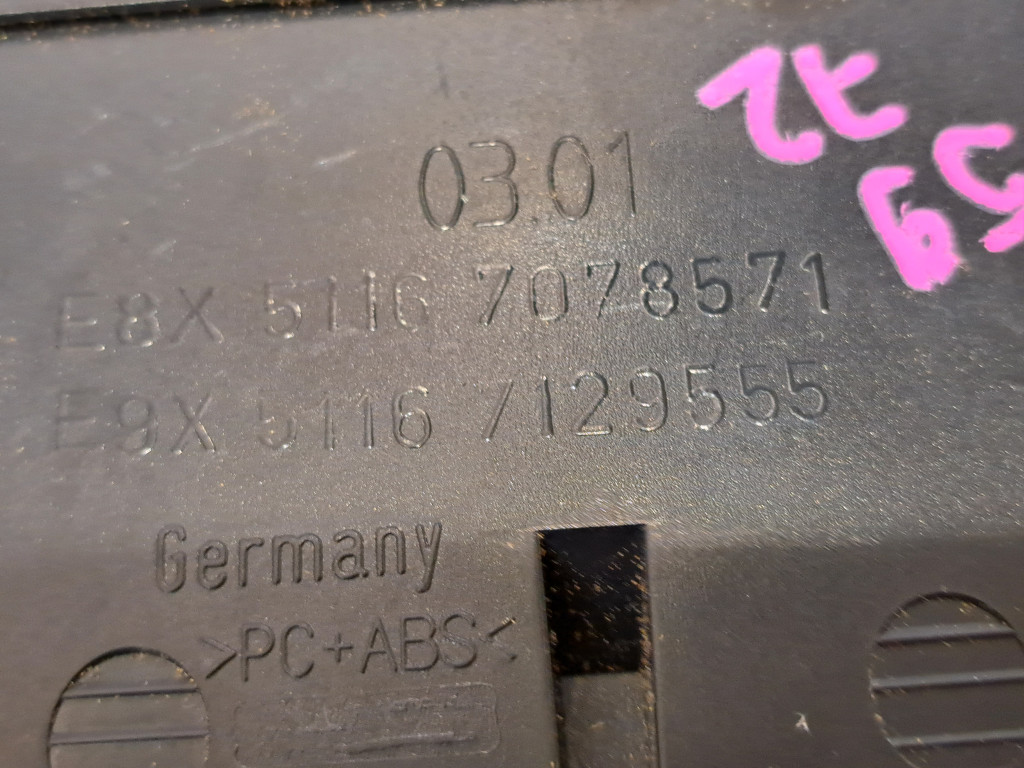 03.01
E8X 5116 7078571
E9X 5116 7129555
Germany
>PC+ABS<